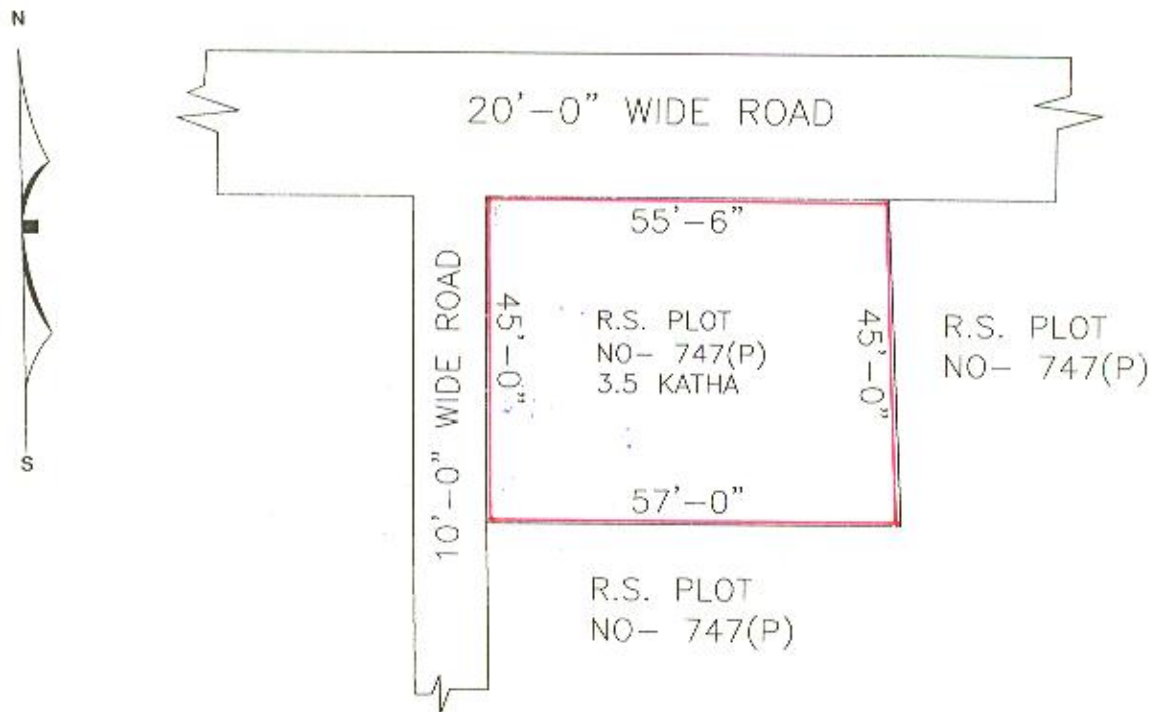 N
20'-0" WIDE ROAD
55'-6"
10'-0" WIDE ROAD
45'-0"
R.S. PLOT
NO- 747(P)
3.5 KATHA
45'-0"
R.S. PLOT
NO- 747(P)
S
57'-0"
R.S. PLOT
NO- 747(P)